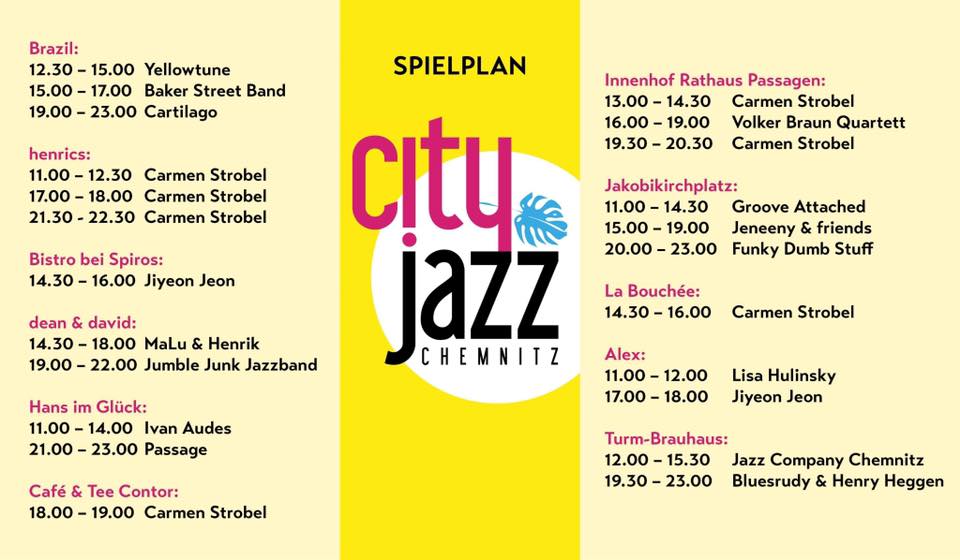 Brazil:
12.30 – 15.00 Yellowtune
15.00 – 17.00 Baker Street Band
19.00 – 23.00 Cartilago
henrics:
11.00 – 12.30 Carmen Strobel
17.00 – 18.00 Carmen Strobel
21.30 - 22.30 Carmen Strobel
Bistro bei Spiros:
14.30 – 16.00 Jiyeon Jeon
dean & david:
14.30 – 18.00 MaLu & Henrik
19.00 – 22.00 Jumble Junk Jazzband
Hans im Glück:
11.00 – 14.00 Ivan Audes
21.00 – 23.00 Passage
Café & Tee Contor:
18.00 – 19.00 Carmen Strobel
SPIELPLAN
city
jazz
CHEMNITZ
Innenhof Rathaus Passagen:
13.00 – 14.30 Carmen Strobel
16.00 – 19.00 Volker Braun Quartett
19.30 – 20.30 Carmen Strobel
Jakobikirchplatz:
11.00 – 14.30 Groove Attached
15.00 – 19.00 Jeneeny & friends
20.00 – 23.00 Funky Dumb Stuff
La Bouchée:
14.30 – 16.00 Carmen Strobel
Alex:
11.00 – 12.00 Lisa Hulinsky
17.00 – 18.00 Jiyeon Jeon
Turm-Brauhaus:
12.00 – 15.30 Jazz Company Chemnitz
19.30 – 23.00 Bluesrudy & Henry Heggen